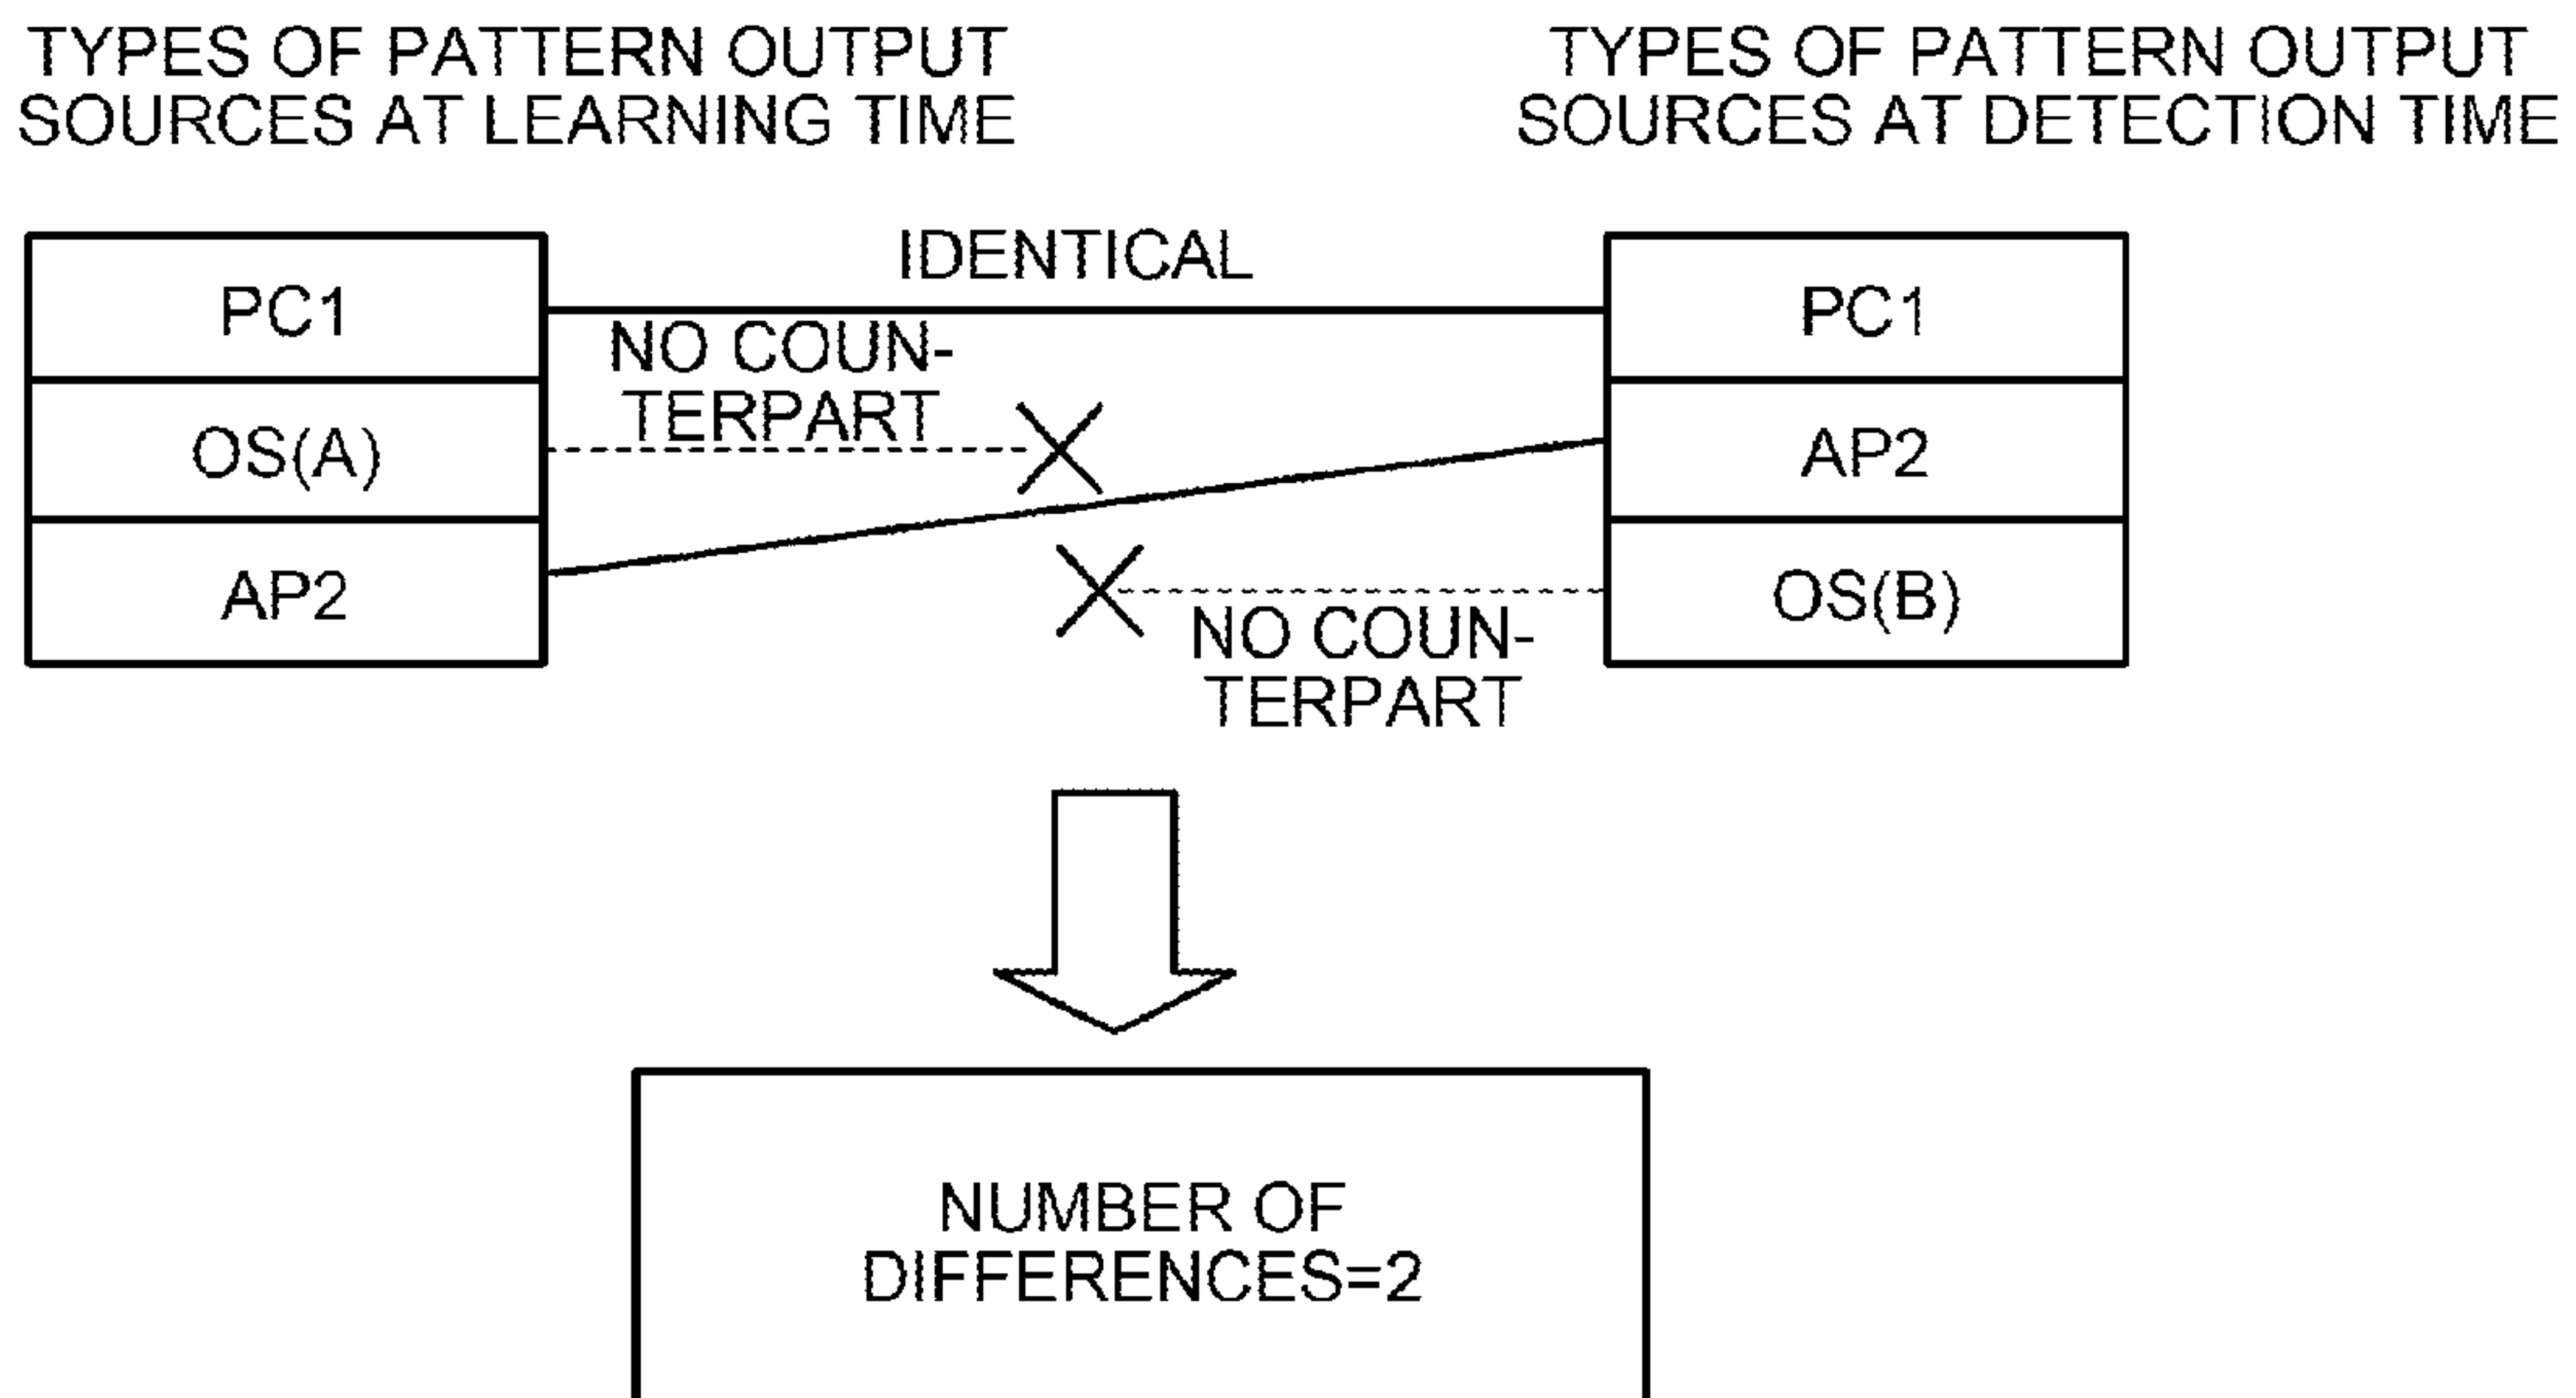 TYPES OF PATTERN OUTPUT
SOURCES AT LEARNING TIME
TYPES OF PATTERN OUTPUT
SOURCES AT DETECTION TIME
IDENTICAL
PC1
PC1
NO COUN-
TERPART
OS(A)
AP2
AP2
OS(B)
NO COUN-
TERPART
NUMBER OF
DIFFERENCES=2